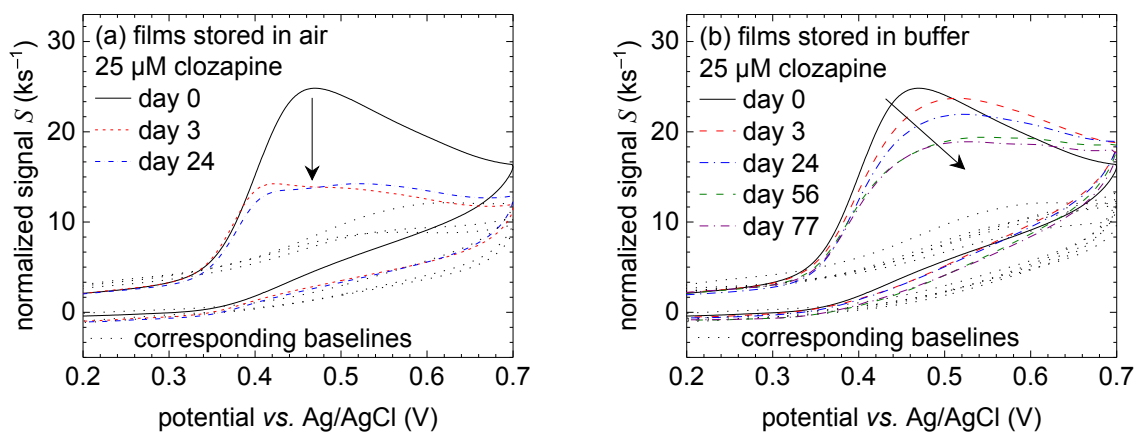 (a) films stored in air
25 µM clozapine
day 0
day 3
day 24
corresponding baselines
normalized signal S (ks⁻¹)
30
20
10
0
0.2 0.3 0.4 0.5 0.6 0.7
potential vs. Ag/AgCl (V)
(b) films stored in buffer
25 µM clozapine
day 0
day 3
day 24
day 56
day 77
corresponding baselines
normalized signal S (ks⁻¹)
30
20
10
0
0.2 0.3 0.4 0.5 0.6 0.7
potential vs. Ag/AgCl (V)